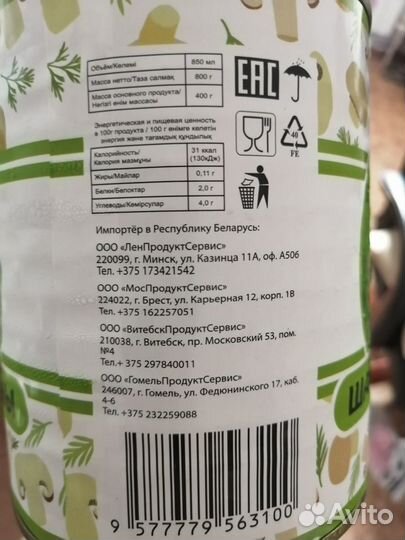 Объём/Көлемі 850 мл
Масса нетто/Таза салмақ 800 г
Масса основного продукта/ 400 г
Негізгі өнім массасы
Энергетическая и пищевая ценность
в 100г продукта / 100 г өнімге келетін
энергия және тағамдық құндылық
Калорийность/ 31 ккал
Калория мазмұны (130кДж)
Жиры/Майлар 0,11 г
Белки/Белоктар 2,0 г
Углеводы/Көмірсулар 4,0 г
EAC
40
FE
Импортёр в Республику Беларусь:
ООО «ЛенПродуктСервис»
220099, г. Минск, ул. Казинца 11А, оф. А506
Тел. +375 173421542
ООО «МосПродуктСервис»
224022, г. Брест, ул. Карьерная 12, корп. 1В
Тел. +375 162257051
ООО «ВитебскПродуктСервис»
210038, г. Витебск, пр. Московский 53, пом.
№4
Тел.+ 375 297840011
ООО «ГомельПродуктСервис»
246007, г. Гомель, ул. Федюнинского 17, каб.
4-6
Тел.+ 375 232259088
9 577779 563100
Avito